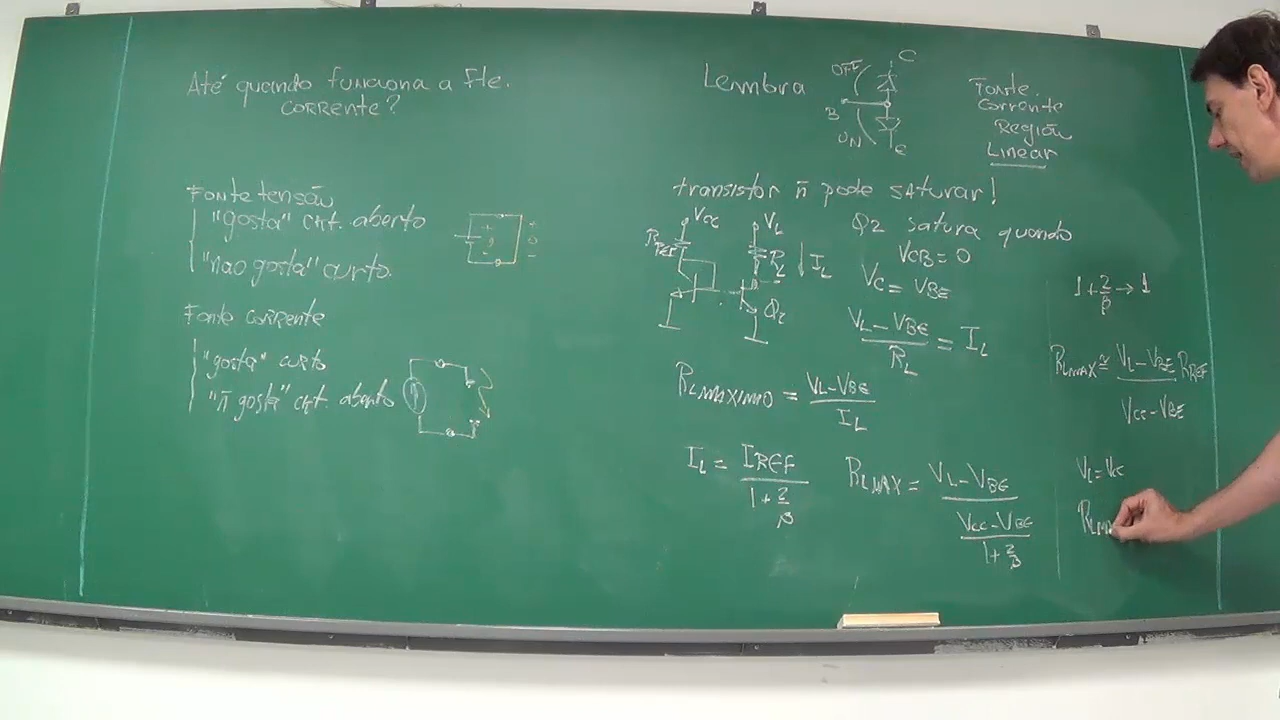 Até quando funciona a Fte.
CORRENTE?
Fonte tensão
"gosta" ckt. aberto
"não gosta" curto.
Fonte corrente
"gosta" curto
"ñ gosta" ckt. aberto
Lembra
OFF
C
B
ON
E
Fonte.
Corrente
Região
Linear
transistor ñ pode saturar!
VCC
RREF
VL
RL
IL
Q2
Q2 satura quando
VCB = 0
VC = VBE
VL - VBE
RL
= IL
RLMAXIMO = VL - VBE
IL
IL = IREF
1 + 2
β
RLMAX = VL - VBE
VCC - VBE
1 + 2
β
1 + 2 → 1
β
RLMAX ≅ VL - VBE RREF
VCC - VBE
VL = VCC
RLM